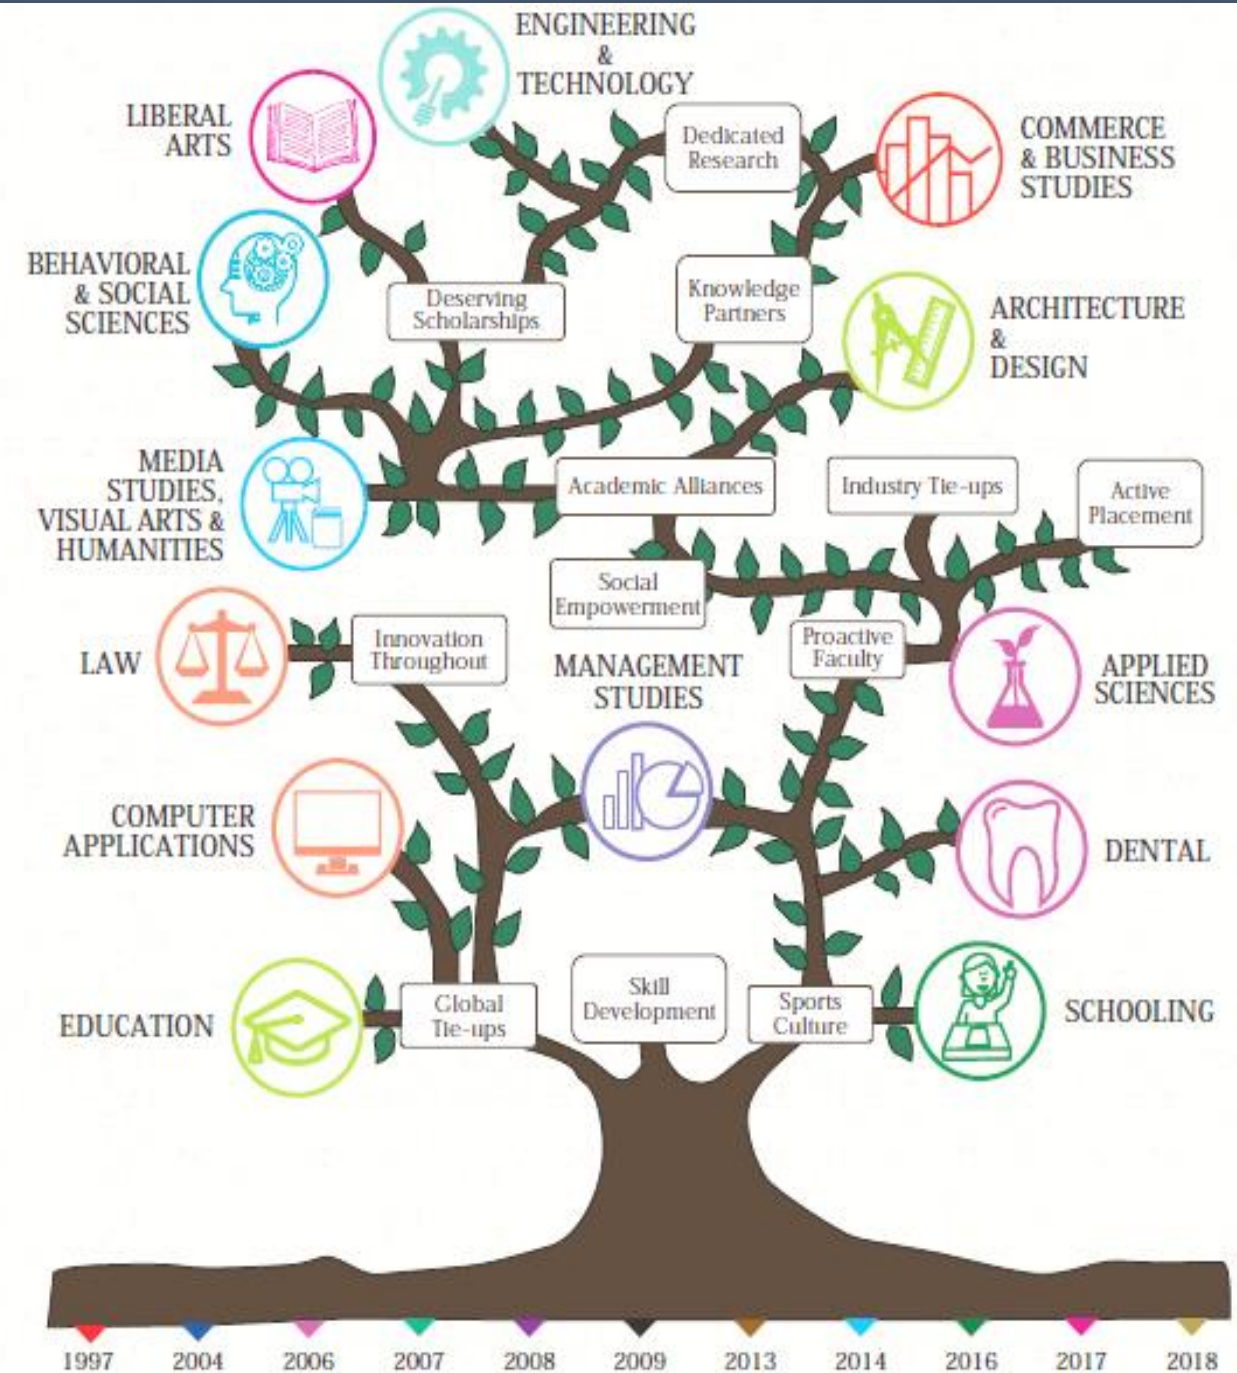 ENGINEERING
&
TECHNOLOGY
LIBERAL
ARTS
Dedicated
Research
COMMERCE
& BUSINESS
STUDIES
BEHAVIORAL
& SOCIAL
SCIENCES
Deserving
Scholarships
Knowledge
Partners
ARCHITECTURE
&
DESIGN
MEDIA
STUDIES,
VISUAL ARTS &
HUMANITIES
Academic Alliances
Industry Tie-ups
Active
Placement
Social
Empowerment
LAW
Innovation
Throughout
MANAGEMENT
STUDIES
Proactive
Faculty
APPLIED
SCIENCES
COMPUTER
APPLICATIONS
DENTAL
EDUCATION
Global
Tie-ups
Skill
Development
Sports
Culture
SCHOOLING
1997 2004 2006 2007 2008 2009 2013 2014 2016 2017 2018